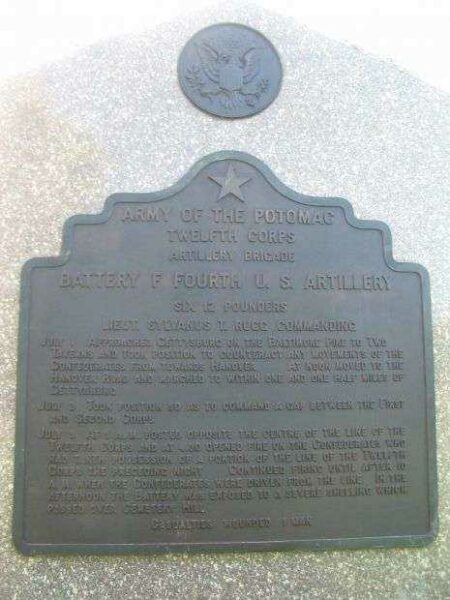 ARMY OF THE POTOMAC
TWELFTH CORPS
ARTILLERY BRIGADE
BATTERY F FOURTH U. S. ARTILLERY
SIX 12 POUNDERS
LIEUT. SYLVANUS T. RUGG COMMANDING
JULY 1 APPROACHED GETTYSBURG ON THE BALTIMORE PIKE TO TWO
TAVERNS AND TOOK POSITION TO COUNTERACT ANY MOVEMENTS OF THE
CONFEDERATES FROM TOWARDS HANOVER. AT NOON MOVED TO THE
HANOVER ROAD AND MARCHED TO WITHIN ONE AND ONE HALF MILES OF
GETTYSBURG.
JULY 2 TOOK POSITION SO AS TO COMMAND A GAP BETWEEN THE FIRST
AND SECOND CORPS.
JULY 3 AT 1 A. M. POSTED OPPOSITE THE CENTRE OF THE LINE OF THE
TWELFTH CORPS AND AT 4.30 OPENED FIRE ON THE CONFEDERATES WHO
HAD TAKEN POSSESSION OF A PORTION OF THE LINE OF THE TWELFTH
CORPS THE PRECEDING NIGHT. CONTINUED FIRING UNTIL AFTER 10
A. M. WHEN THE CONFEDERATES WERE DRIVEN FROM THE LINE. IN THE
AFTERNOON THE BATTERY WAS EXPOSED TO A SEVERE SHELLING WHICH
PASSED OVER CEMETERY HILL.
CASUALTIES WOUNDED 1 MAN